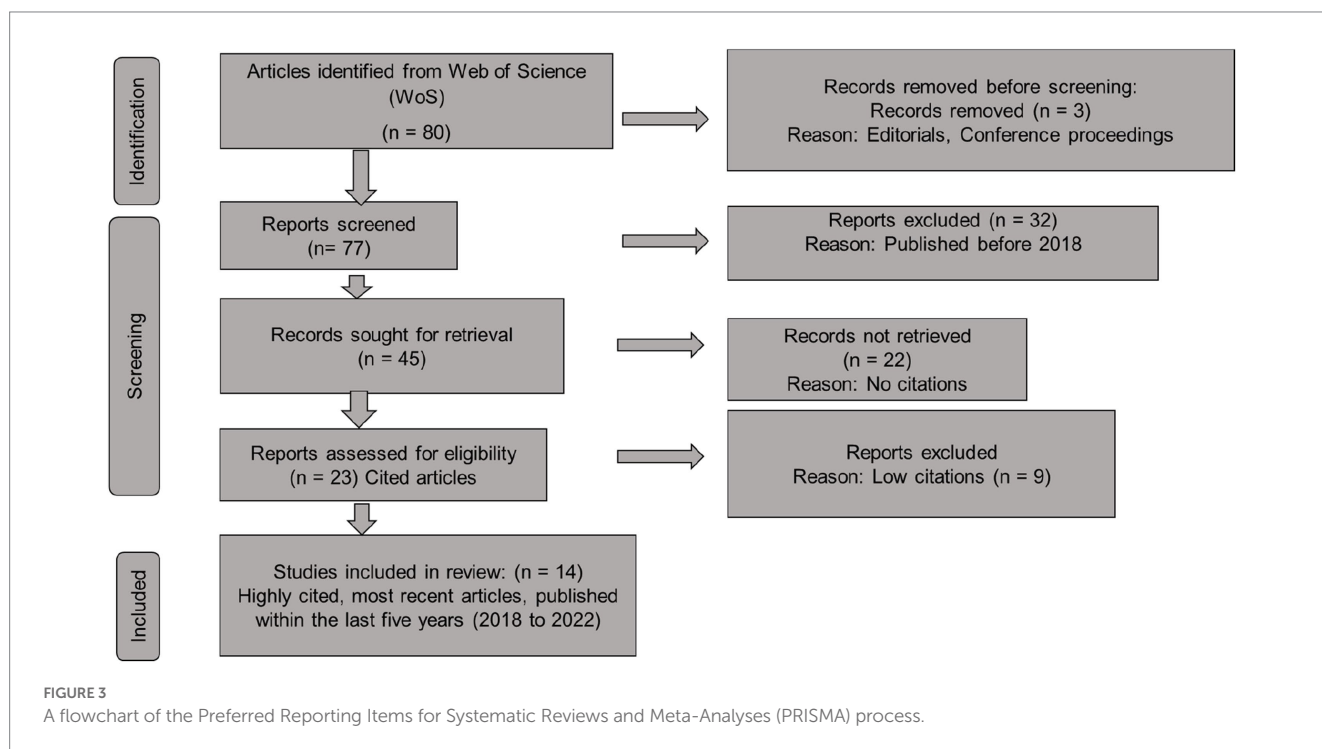 Identification
Articles identified from Web of Science
(WoS)
(n = 80)
Records removed before screening:
Records removed (n = 3)
Reason: Editorials, Conference proceedings
Screening
Reports screened
(n= 77)
Reports excluded (n = 32)
Reason: Published before 2018
Records sought for retrieval
(n = 45)
Records not retrieved
(n = 22)
Reason: No citations
Reports assessed for eligibility
(n = 23) Cited articles
Reports excluded
Reason: Low citations (n = 9)
Included
Studies included in review: (n = 14)
Highly cited, most recent articles, published
within the last five years (2018 to 2022)
FIGURE 3
A flowchart of the Preferred Reporting Items for Systematic Reviews and Meta-Analyses (PRISMA) process.